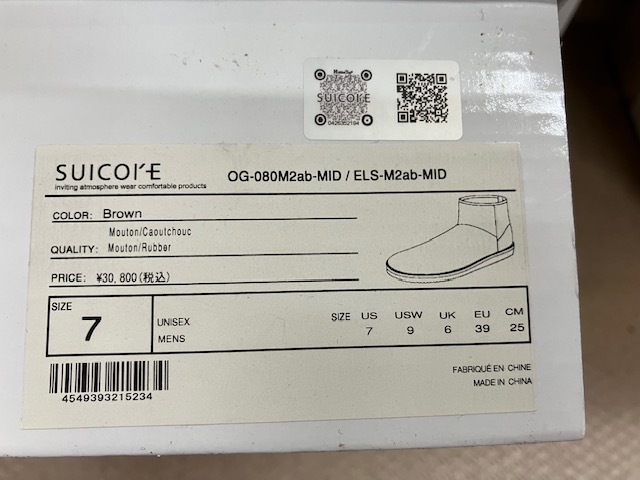 SUICOKE
0426352194
SUICOKE
inviting atmosphere wear comfortable products
OG-080M2ab-MID / ELS-M2ab-MID
COLOR: Brown
Mouton/Caoutchouc
QUALITY: Mouton/Rubber
PRICE: ¥30,800(税込)
SIZE
7
UNISEX
MENS
SIZE US USW UK EU CM
7 9 6 39 25
4549393215234
FABRIQUÉ EN CHINE
MADE IN CHINA